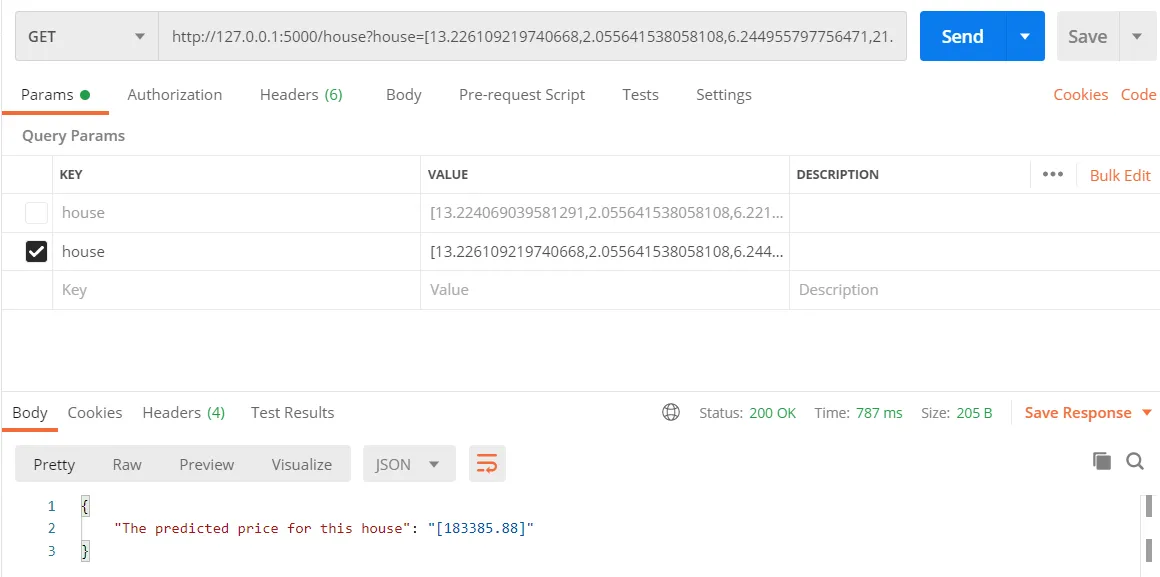 GET http://127.0.0.1:5000/house?house=[13.226109219740668,2.055641538058108,6.244955797756471,21. Send Save
Params Authorization Headers (6) Body Pre-request Script Tests Settings Cookies Code
Query Params
KEY VALUE DESCRIPTION ••• Bulk Edit
house [13.224069039581291,2.055641538058108,6.221...
house [13.226109219740668,2.055641538058108,6.244...
Key Value Description
Body Cookies Headers (4) Test Results Status: 200 OK Time: 787 ms Size: 205 B Save Response
Pretty Raw Preview Visualize JSON
1 {
2 "The predicted price for this house": "[183385.88]"
3 }